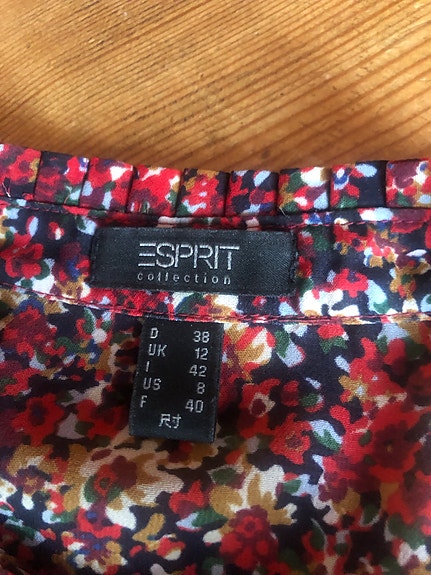 ESPRIT
collection
D 38
UK 12
I 42
US 8
F 40
尺寸